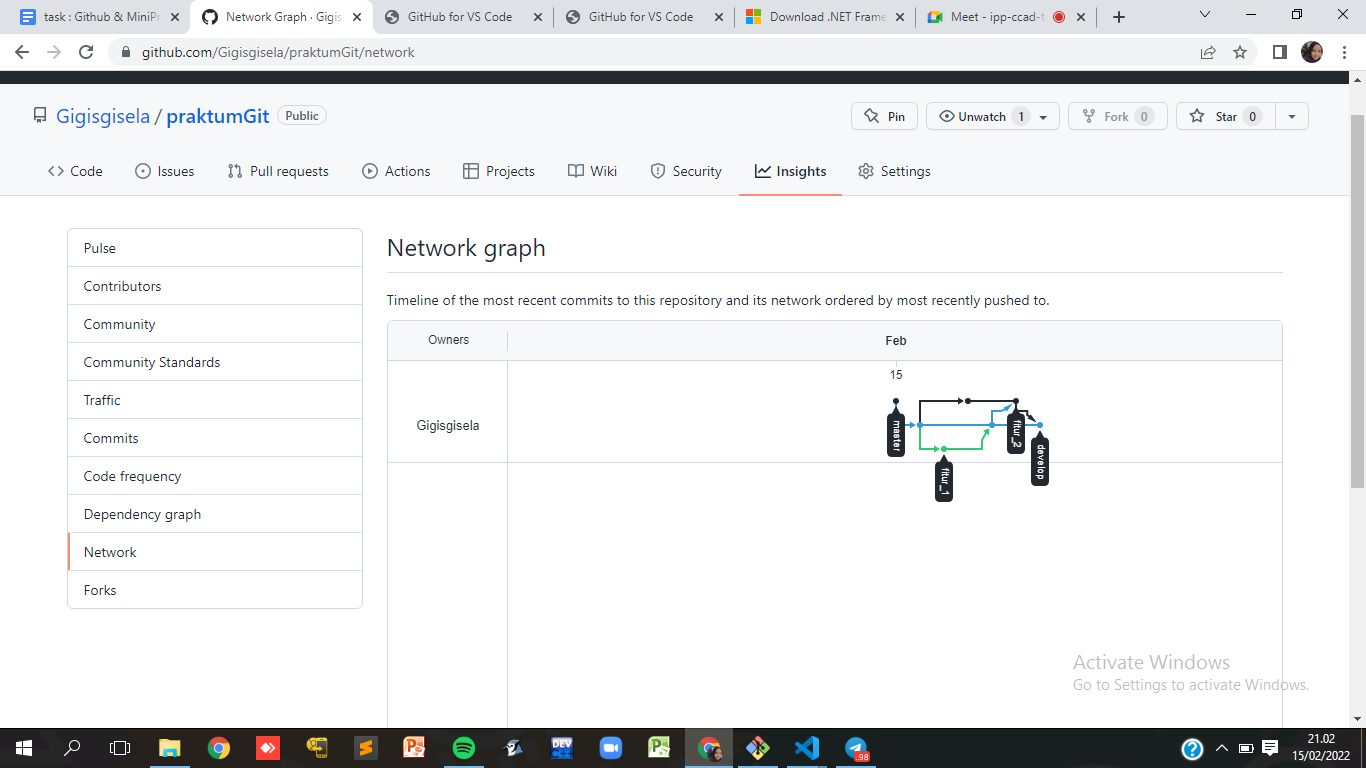 task : Github & MiniPr
Network Graph · Gigis
GitHub for VS Code
GitHub for VS Code
Download .NET Frame
Meet - ipp-ccad-t
github.com/Gigisgisela/praktumGit/network
Gigisgisela / praktumGit Public
Pin
Unwatch 1
Fork 0
Star 0
Code
Issues
Pull requests
Actions
Projects
Wiki
Security
Insights
Settings
Pulse
Contributors
Community
Community Standards
Traffic
Commits
Code frequency
Dependency graph
Network
Forks
Network graph
Timeline of the most recent commits to this repository and its network ordered by most recently pushed to.
Owners
Feb
15
Gigisgisela
master
fitur_2
develop
fitur_1
Activate Windows
Go to Settings to activate Windows.
DEV
98
21.02
15/02/2022